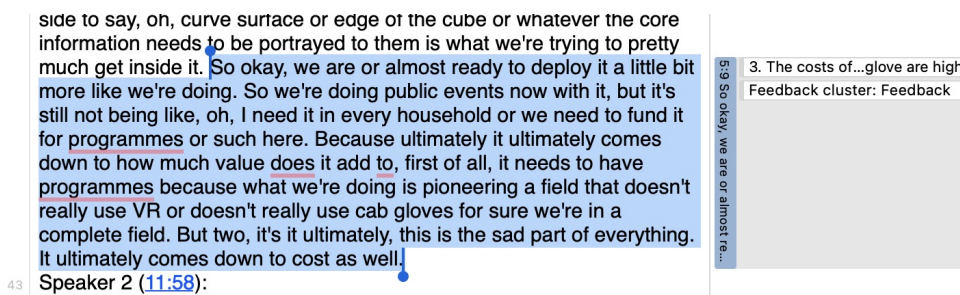 side to say, oh, curve surface or edge of the cube or whatever the core
information needs to be portrayed to them is what we're trying to pretty
much get inside it. So okay, we are or almost ready to deploy it a little bit
more like we're doing. So we're doing public events now with it, but it's
still not being like, oh, I need it in every household or we need to fund it
for programmes or such here. Because ultimately it ultimately comes
down to how much value does it add to, first of all, it needs to have
programmes because what we're doing is pioneering a field that doesn't
really use VR or doesn't really use cab gloves for sure we're in a
complete field. But two, it's it ultimately, this is the sad part of everything.
It ultimately comes down to cost as well.
43 Speaker 2 (11:58):
5:9 So okay, we are or almost re...
3. The costs of...glove are high
Feedback cluster: Feedback